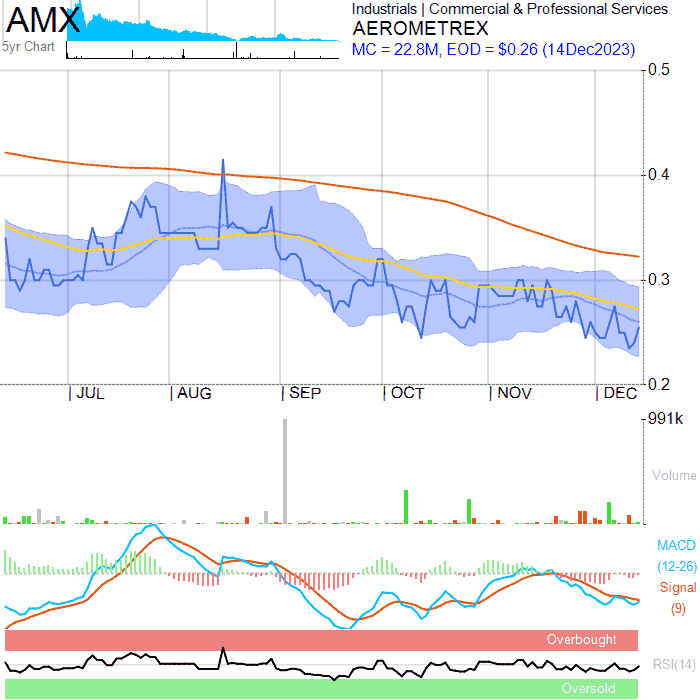 AMX
5yr Chart
Industrials | Commercial & Professional Services
AEROMETREX
MC = 22.8M, EOD = $0.26 (14Dec2023)
0.5
0.4
0.3
0.2
JUL AUG SEP OCT NOV DEC
991k
Volume
MACD
(12-26)
Signal
(9)
Overbought
RSI(14)
Oversold